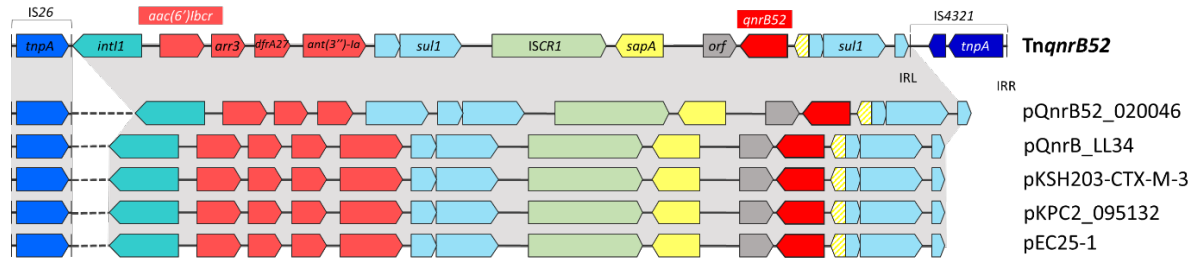 IS26 aac(6')Ibcr qnrB52 IS4321
tnpA intI1 arr3 dfrA27 ant(3'')-Ia sul1 ISCR1 sapA orf sul1 tnpA TnqnrB52
IRL IRR
pQnrB52_020046
pQnrB_LL34
pKSH203-CTX-M-3
pKPC2_095132
pEC25-1